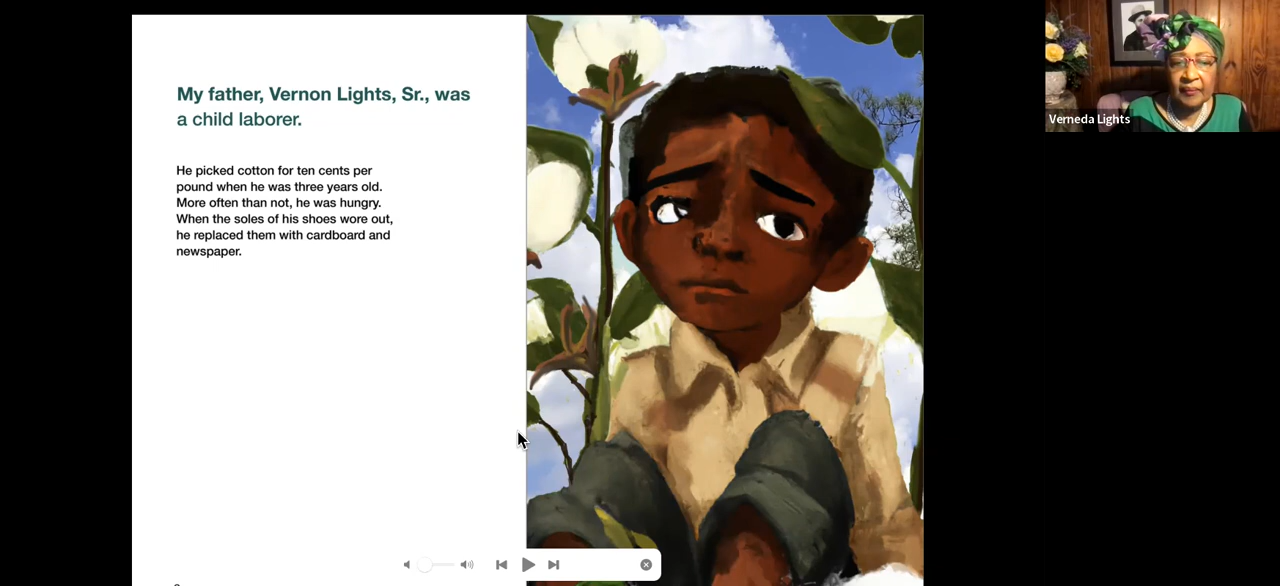 My father, Vernon Lights, Sr., was
a child laborer.
He picked cotton for ten cents per
pound when he was three years old.
More often than not, he was hungry.
When the soles of his shoes wore out,
he replaced them with cardboard and
newspaper.
Verneda Lights